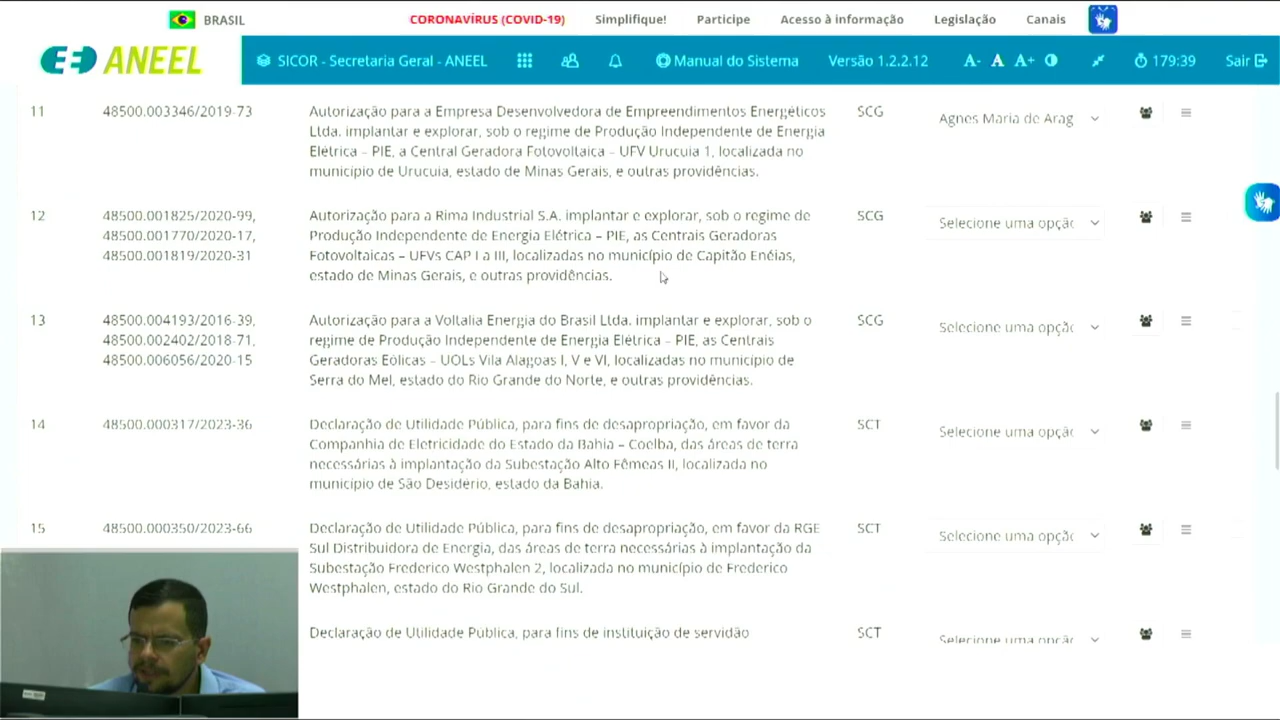 BRASIL
CORONAVÍRUS (COVID-19)
Simplifique!
Participe
Acesso à informação
Legislação
Canais
ANEEL
SICOR - Secretaria Geral - ANEEL
Manual do Sistema
Versão 1.2.2.12
A-
A
A+
179:39
Sair
11
48500.003346/2019-73
Autorização para a Empresa Desenvolvedora de Empreendimentos Energéticos
Ltda. implantar e explorar, sob o regime de Produção Independente de Energia
Elétrica – PIE, a Central Geradora Fotovoltaica – UFV Urucuia 1, localizada no
município de Urucuia, estado de Minas Gerais, e outras providências.
SCG
Agnes Maria de Arag
12
48500.001825/2020-99,
48500.001770/2020-17,
48500.001819/2020-31
Autorização para a Rima Industrial S.A. implantar e explorar, sob o regime de
Produção Independente de Energia Elétrica – PIE, as Centrais Geradoras
Fotovoltaicas – UFVs CAP I a III, localizadas no município de Capitão Enéias,
estado de Minas Gerais, e outras providências.
SCG
Selecione uma opçã
13
48500.004193/2016-39,
48500.002402/2018-71,
48500.006056/2020-15
Autorização para a Voltalia Energia do Brasil Ltda. implantar e explorar, sob o
regime de Produção Independente de Energia Elétrica – PIE, as Centrais
Geradoras Eólicas – UOLs Vila Alagoas I, V e VI, localizadas no município de
Serra do Mel, estado do Rio Grande do Norte, e outras providências.
SCG
Selecione uma opçã
14
48500.000317/2023-36
Declaração de Utilidade Pública, para fins de desapropriação, em favor da
Companhia de Eletricidade do Estado da Bahia – Coelba, das áreas de terra
necessárias à implantação da Subestação Alto Fêmeas II, localizada no
município de São Desidério, estado da Bahia.
SCT
Selecione uma opçã
15
48500.000350/2023-66
Declaração de Utilidade Pública, para fins de desapropriação, em favor da RGE
Sul Distribuidora de Energia, das áreas de terra necessárias à implantação da
Subestação Frederico Westphalen 2, localizada no município de Frederico
Westphalen, estado do Rio Grande do Sul.
SCT
Selecione uma opçã
Declaração de Utilidade Pública, para fins de instituição de servidão
SCT
Selecione uma opçã